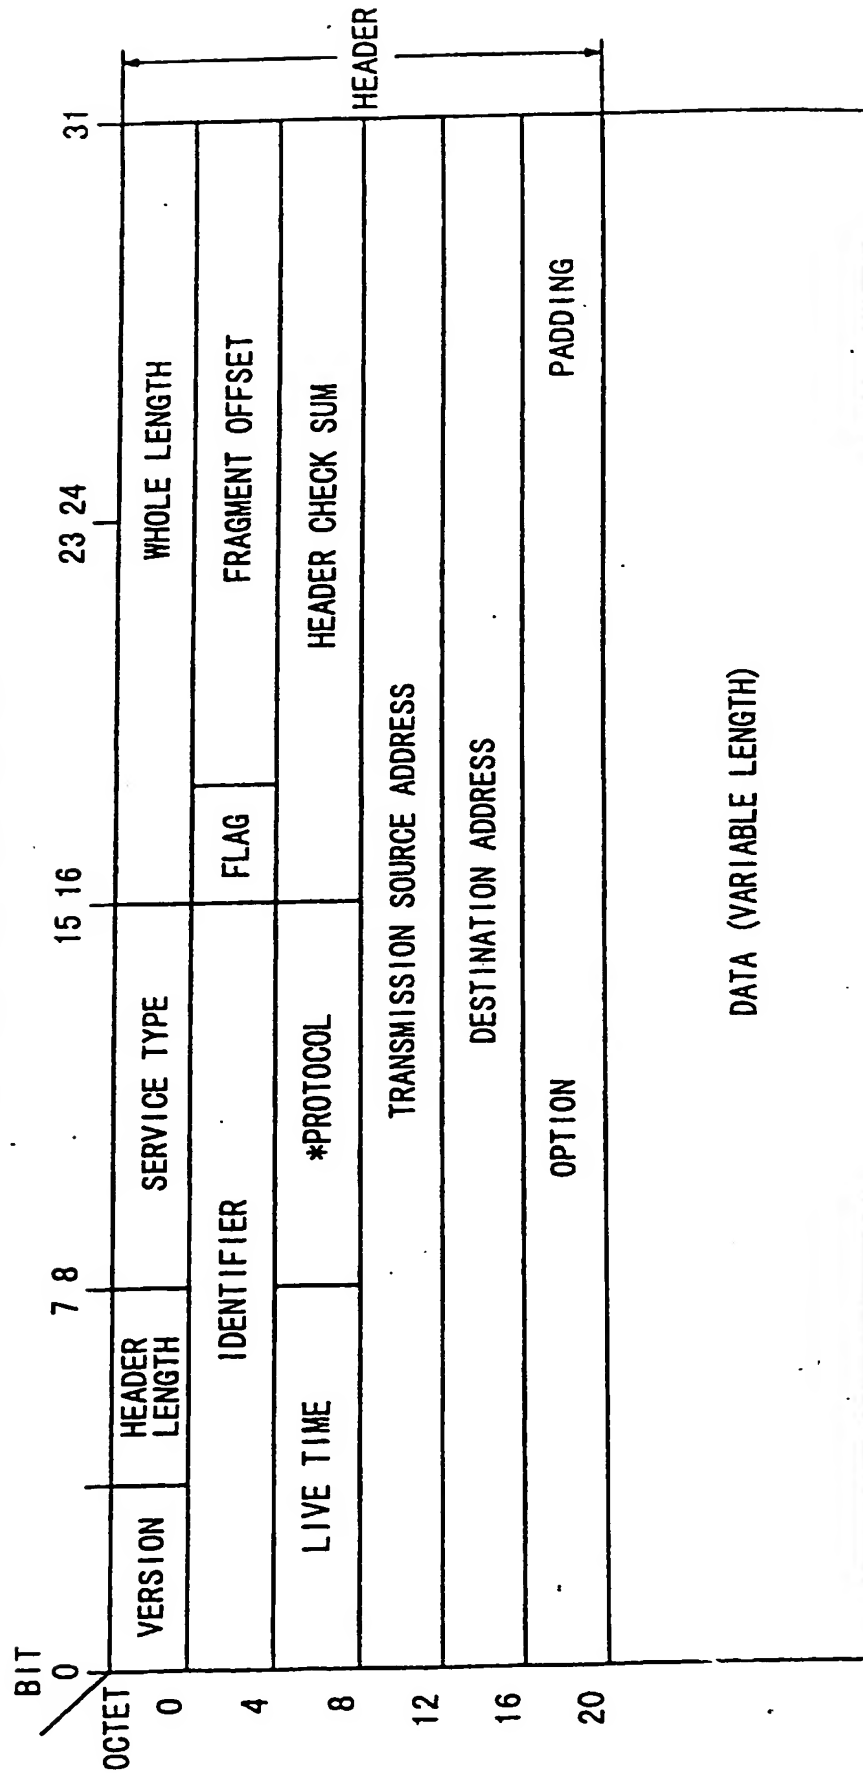 BIT
0 7 8 15 16 23 24 31
OCTET
0 VERSION HEADER LENGTH SERVICE TYPE WHOLE LENGTH
4 IDENTIFIER FLAG FRAGMENT OFFSET
8 LIVE TIME *PROTOCOL HEADER CHECK SUM
12 TRANSMISSION SOURCE ADDRESS
16 DESTINATION ADDRESS
20 OPTION PADDING
HEADER
DATA (VARIABLE LENGTH)